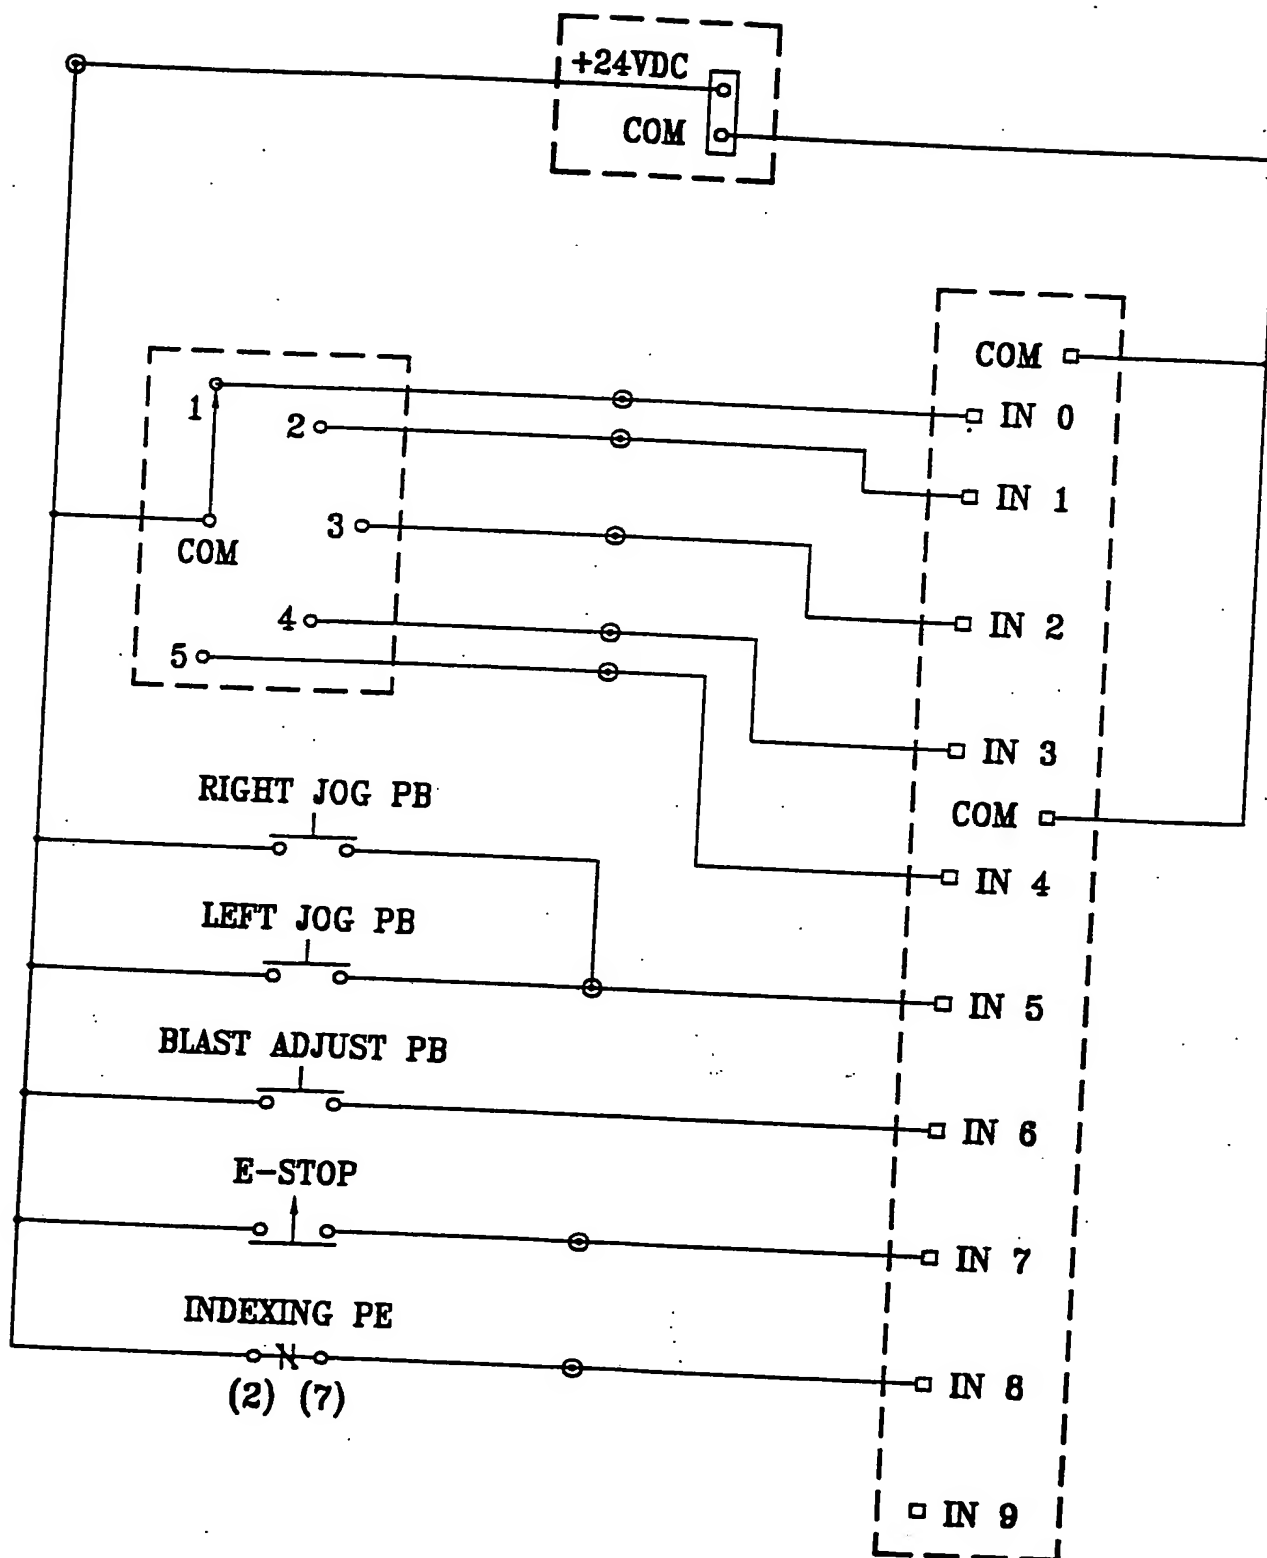 +24VDC
COM
COM
1
IN 0
2
IN 1
3
COM
IN 2
4
5
IN 3
RIGHT JOG PB
COM
IN 4
LEFT JOG PB
IN 5
BLAST ADJUST PB
IN 6
E-STOP
IN 7
INDEXING PE
(2) (7)
IN 8
IN 9